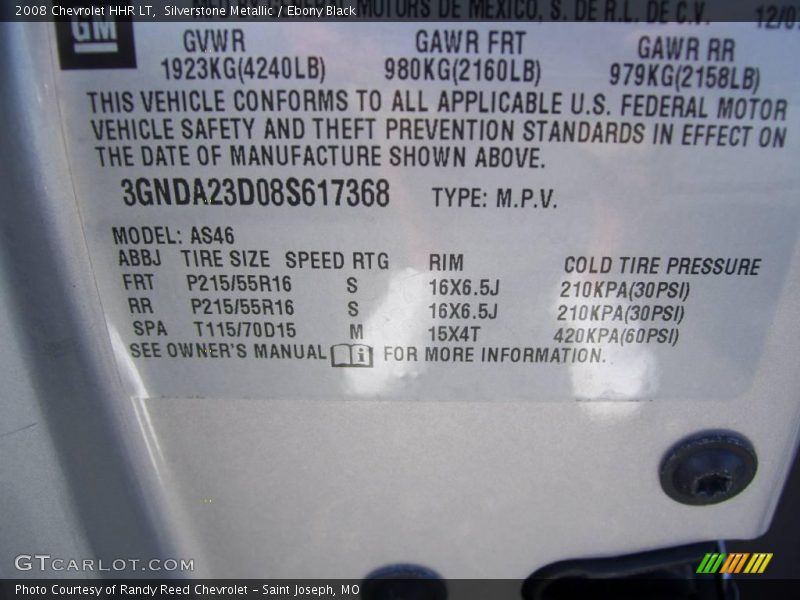 2008 Chevrolet HHR LT, Silverstone Metallic / Ebony Black
MOTORS DE MEXICO, S. DE R.L. DE C.V. 12/0
GM
GVWR GAWR FRT GAWR RR
1923KG(4240LB) 980KG(2160LB) 979KG(2158LB)
THIS VEHICLE CONFORMS TO ALL APPLICABLE U.S. FEDERAL MOTOR
VEHICLE SAFETY AND THEFT PREVENTION STANDARDS IN EFFECT ON
THE DATE OF MANUFACTURE SHOWN ABOVE.
3GNDA23D08S617368 TYPE: M.P.V.
MODEL: AS46
ABBJ TIRE SIZE SPEED RTG RIM COLD TIRE PRESSURE
FRT P215/55R16 S 16X6.5J 210KPA(30PSI)
RR P215/55R16 S 16X6.5J 210KPA(30PSI)
SPA T115/70D15 M 15X4T 420KPA(60PSI)
SEE OWNER'S MANUAL i FOR MORE INFORMATION.
GTCARLOT.COM
Photo Courtesy of Randy Reed Chevrolet - Saint Joseph, MO